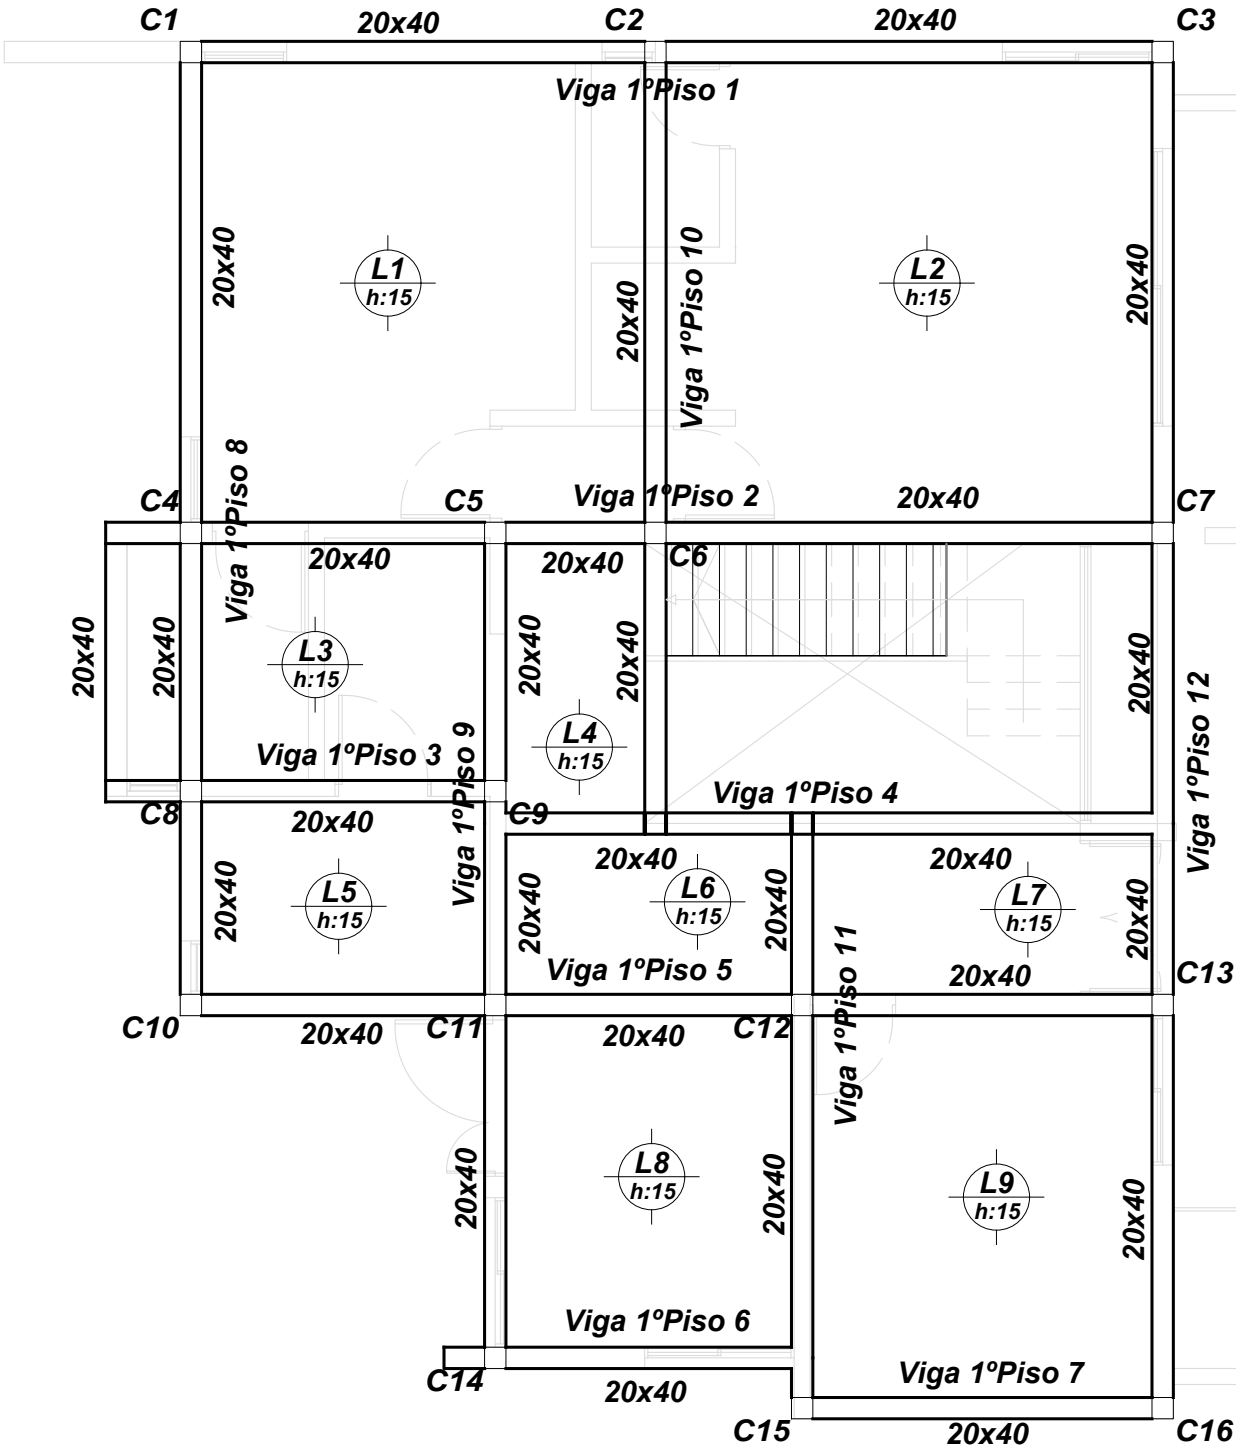 C1
20x40
C2
20x40
C3
Viga 1ºPiso 1
20x40
L1
h:15
20x40
Viga 1ºPiso 10
L2
h:15
20x40
Viga 1ºPiso 8
C4
C5
Viga 1ºPiso 2
20x40
C7
20x40
20x40
C6
20x40
20x40
L3
h:15
20x40
20x40
20x40
Viga 1ºPiso 12
L4
h:15
Viga 1ºPiso 3
Viga 1ºPiso 9
Viga 1ºPiso 4
C8
20x40
C9
20x40
20x40
20x40
L5
h:15
20x40
L6
h:15
20x40
L7
h:15
20x40
Viga 1ºPiso 5
Viga 1ºPiso 11
20x40
C13
C10
20x40
C11
20x40
C12
20x40
L8
h:15
20x40
L9
h:15
20x40
Viga 1ºPiso 6
C14
20x40
Viga 1ºPiso 7
C15
20x40
C16